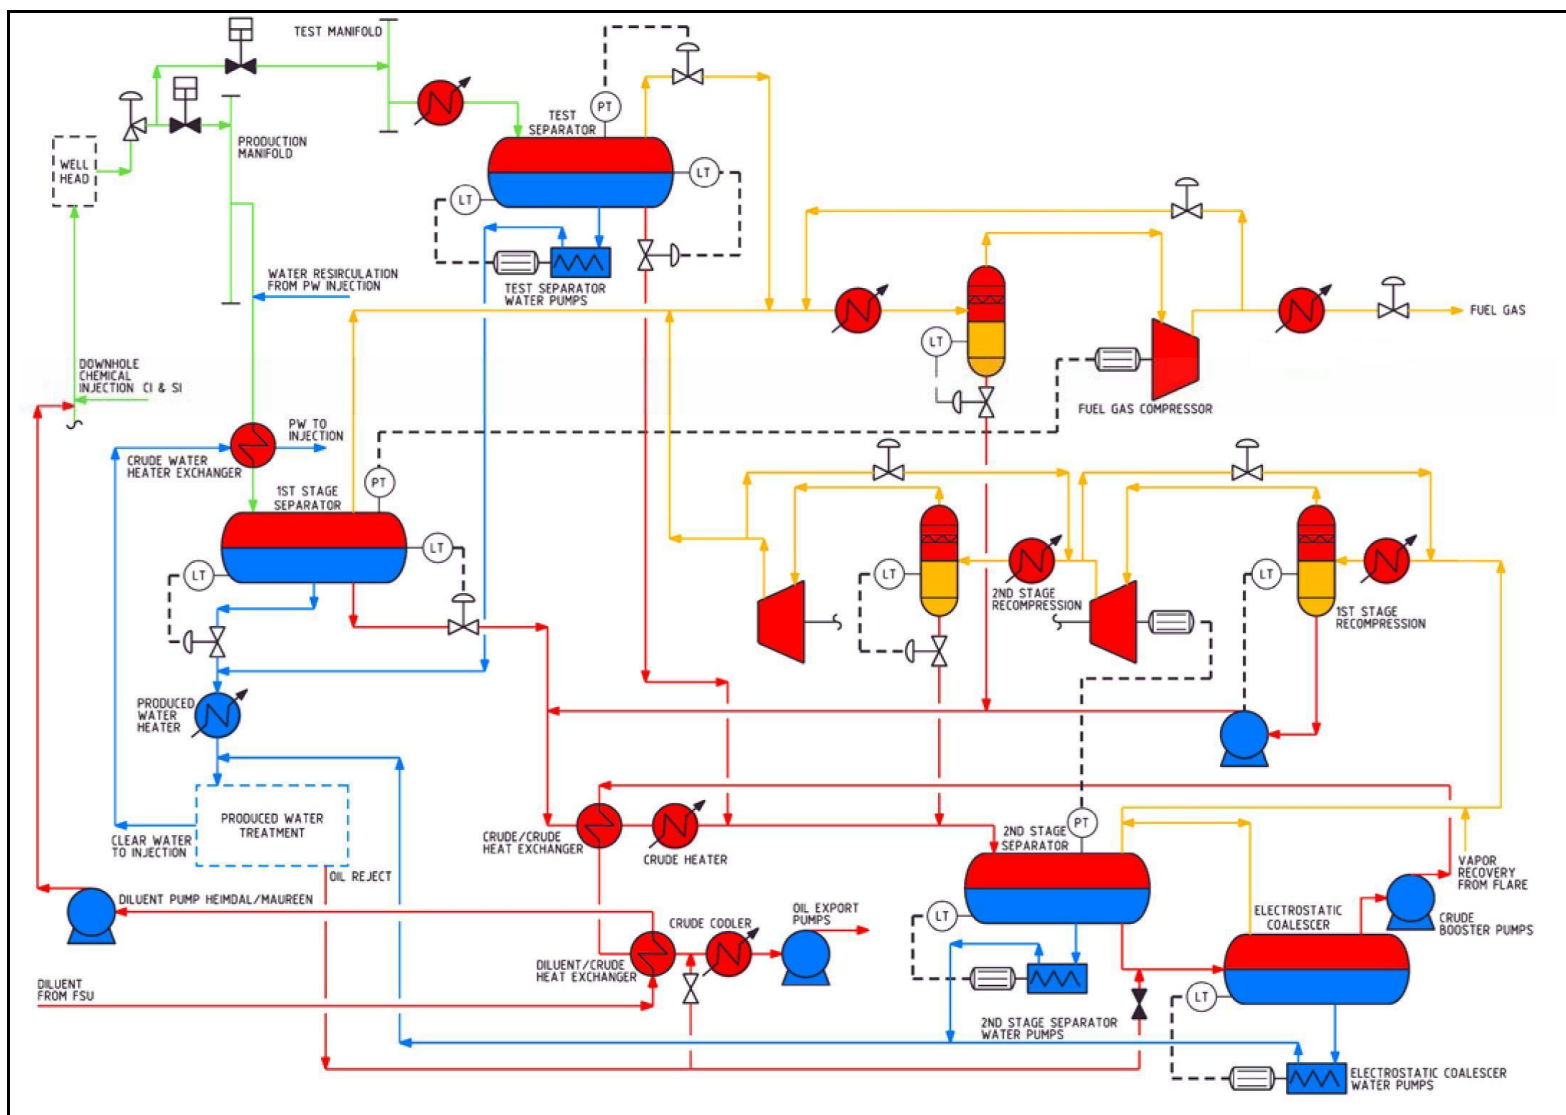 TEST MANIFOLD
TEST
SEPARATOR
PT
LT
LT
WELL
HEAD
PRODUCTION
MANIFOLD
WATER RESIRCULATION
FROM PW INJECTION
TEST SEPARATOR
WATER PUMPS
FUEL GAS
LT
FUEL GAS COMPRESSOR
DOWNHOLE
CHEMICAL
INJECTION CI & SI
PW TO
INJECTION
CRUDE WATER
HEATER EXCHANGER
1ST STAGE
SEPARATOR
PT
LT
LT
LT
2ND STAGE
RECOMPRESSION
LT
1ST STAGE
RECOMPRESSION
PRODUCED
WATER
HEATER
PRODUCED WATER
TREATMENT
CLEAR WATER
TO INJECTION
OIL REJECT
CRUDE/CRUDE
HEAT EXCHANGER
CRUDE HEATER
2ND STAGE
SEPARATOR
PT
LT
VAPOR
RECOVERY
FROM FLARE
DILUENT PUMP HEIMDAL/MAUREEN
CRUDE COOLER
OIL EXPORT
PUMPS
ELECTROSTATIC
COALESCER
CRUDE
BOOSTER PUMPS
DILUENT/CRUDE
HEAT EXCHANGER
DILUENT
FROM FSU
LT
2ND STAGE SEPARATOR
WATER PUMPS
ELECTROSTATIC COALESCER
WATER PUMPS